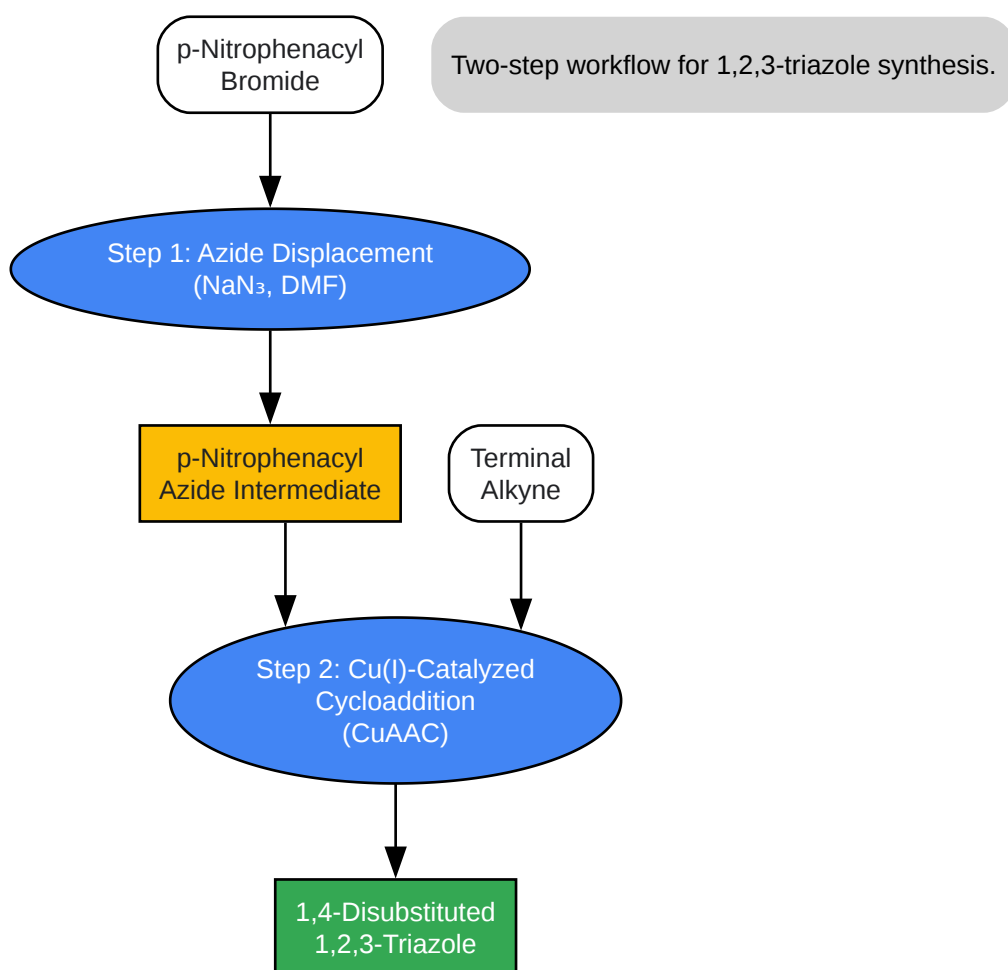 p-Nitrophenacyl
Bromide
Two-step workflow for 1,2,3-triazole synthesis.
Step 1: Azide Displacement
(NaN₃, DMF)
p-Nitrophenacyl
Azide Intermediate
Terminal
Alkyne
Step 2: Cu(I)-Catalyzed
Cycloaddition
(CuAAC)
1,4-Disubstituted
1,2,3-Triazole